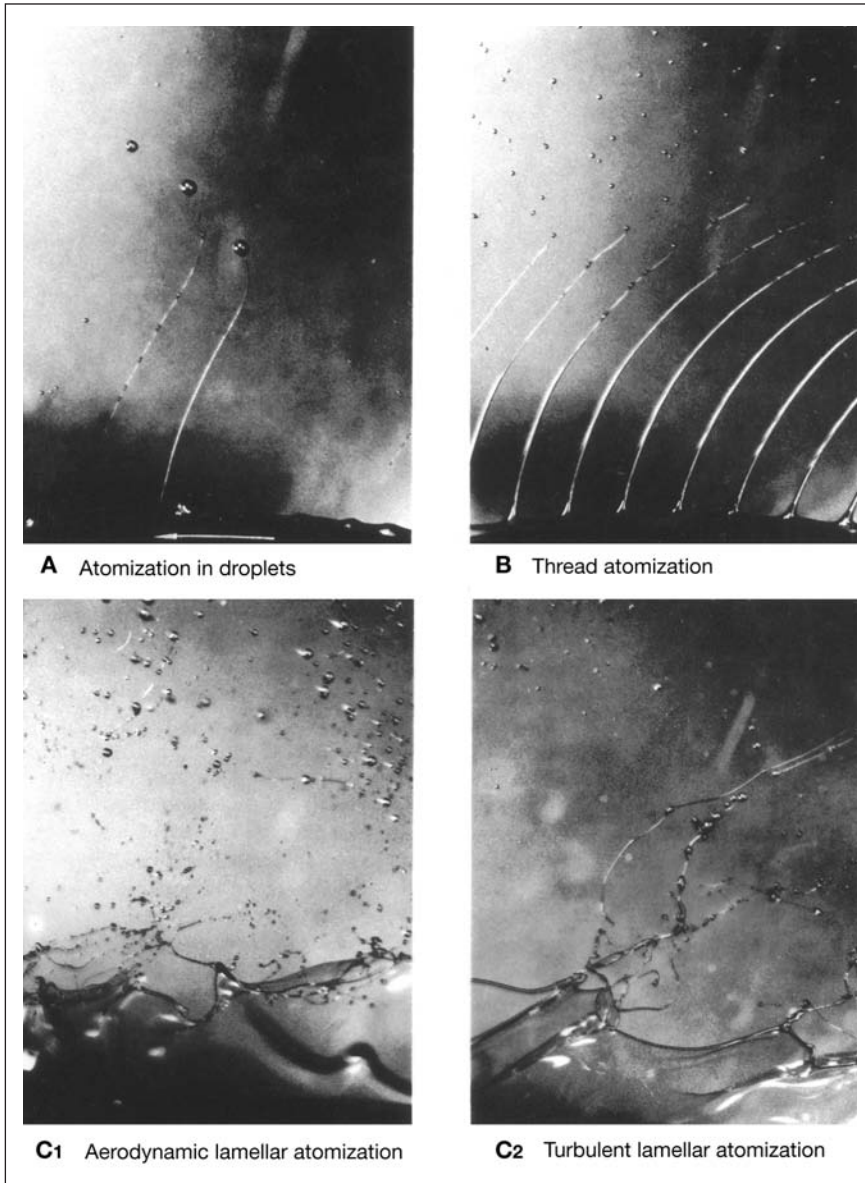 A Atomization in droplets
B Thread atomization
C1 Aerodynamic lamellar atomization
C2 Turbulent lamellar atomization